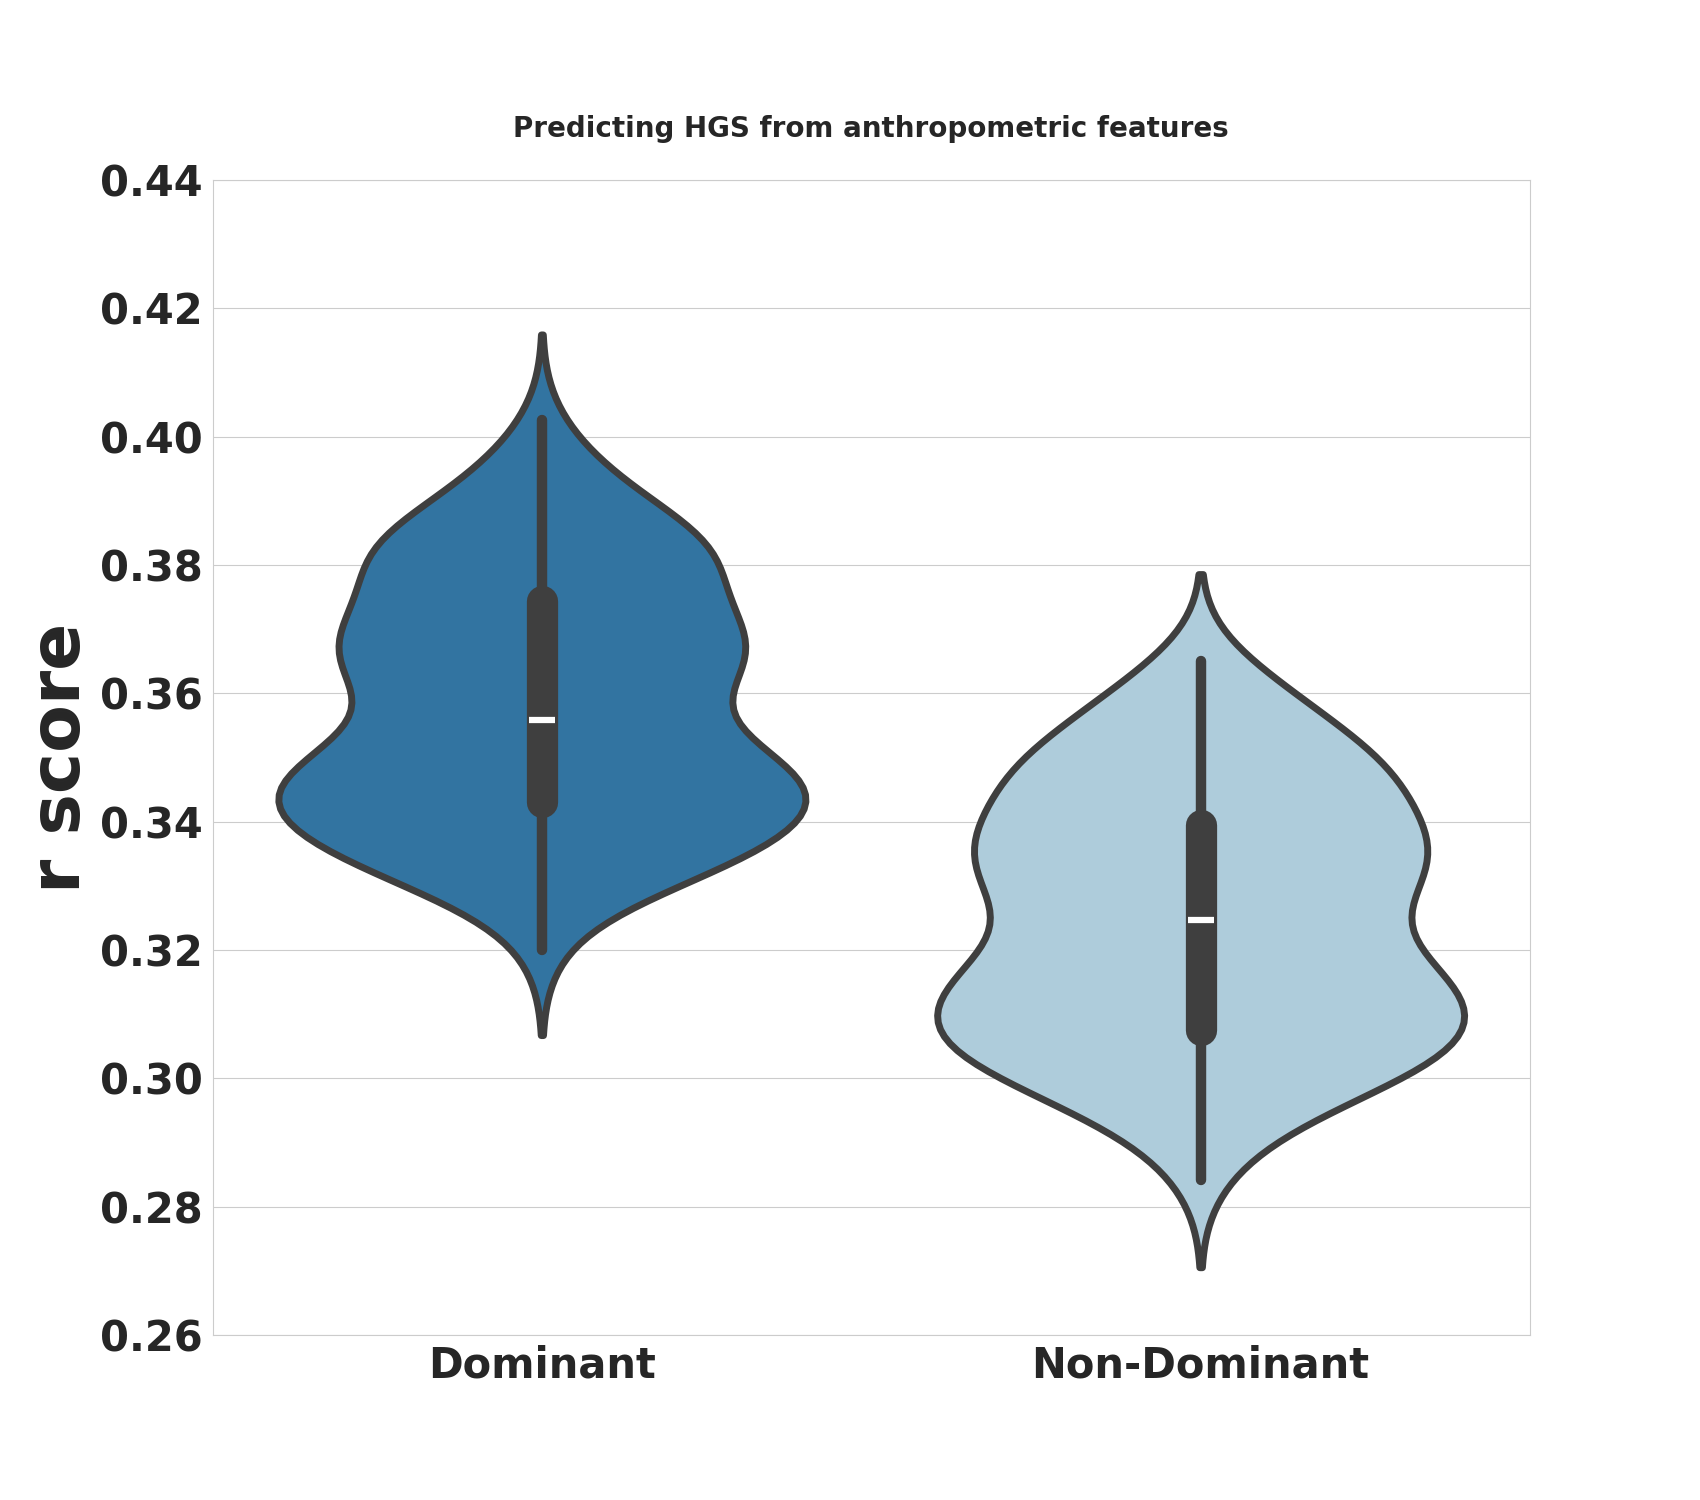 Predicting HGS from anthropometric features
0.44
0.42
0.40
0.38
0.36
0.34
0.32
0.30
0.28
0.26
r score
Dominant
Non-Dominant